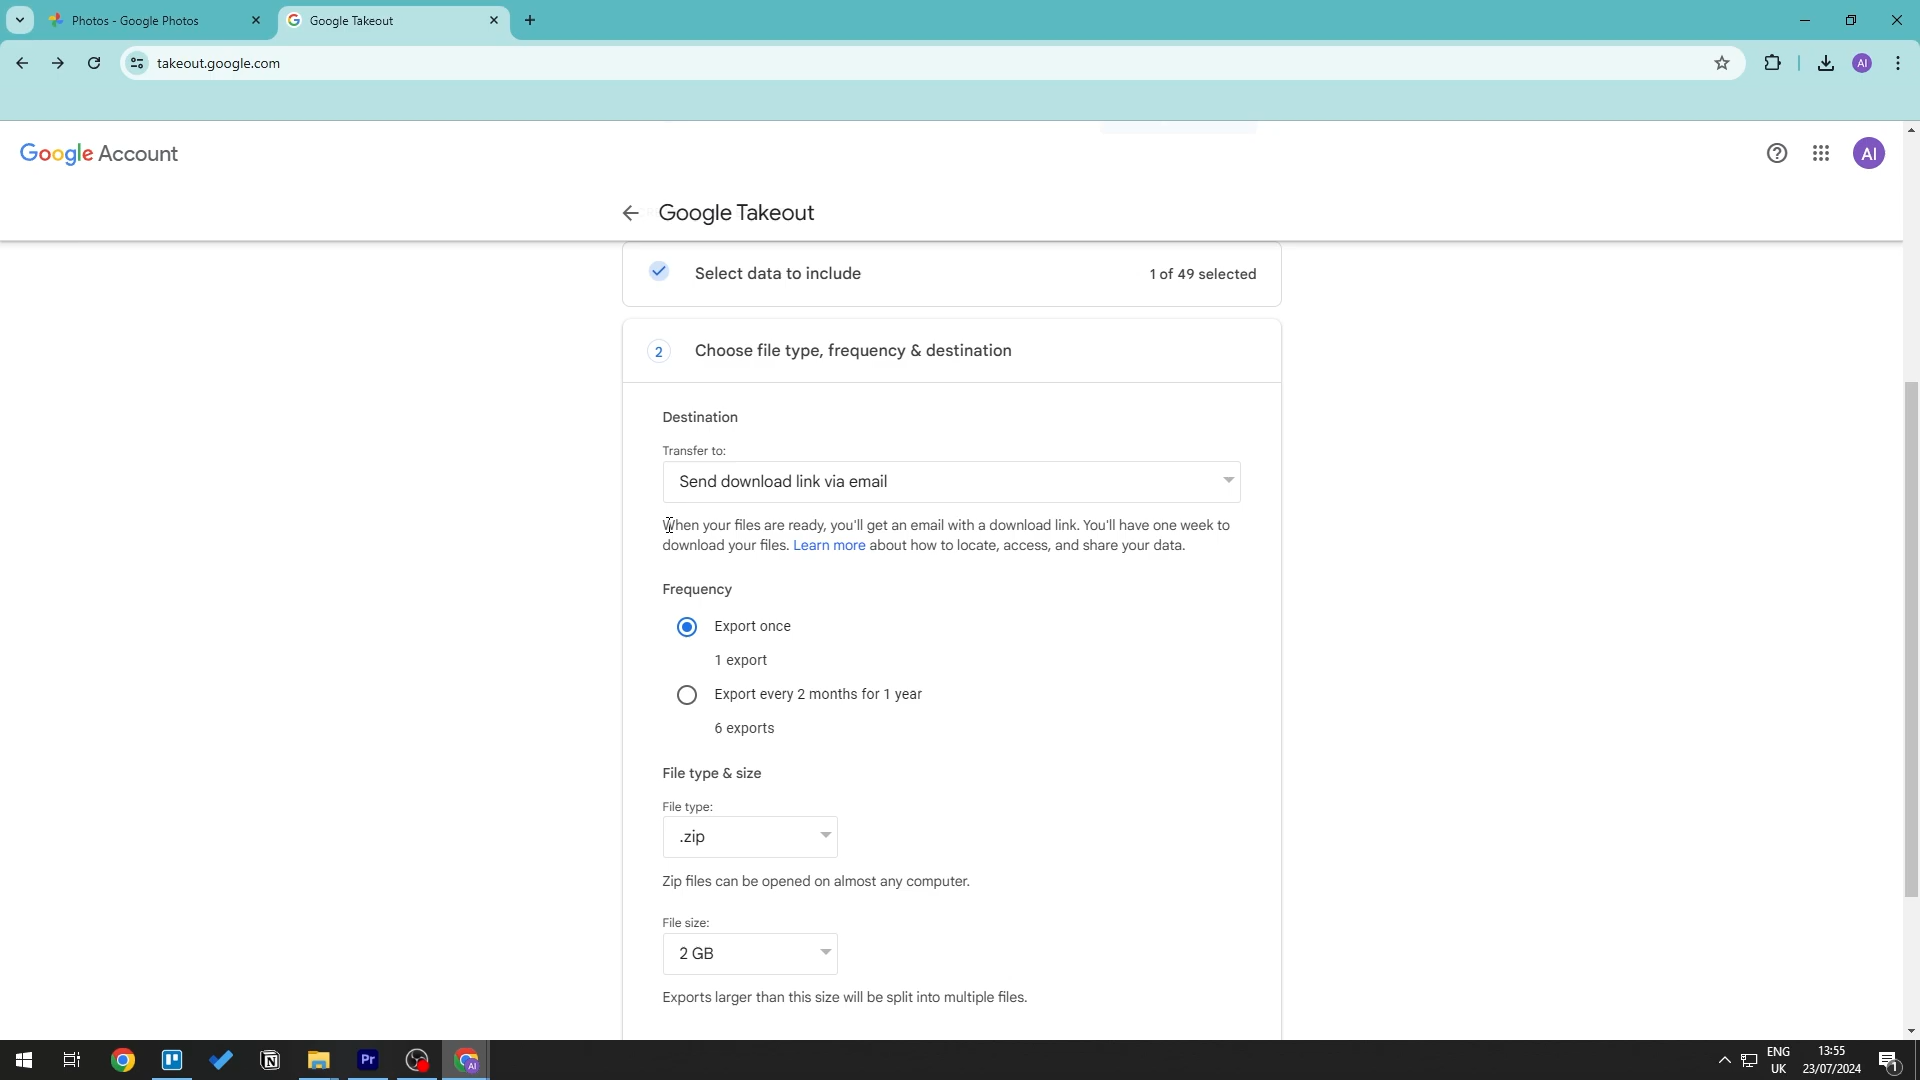 Photos - Google Photos
Google Takeout
takeout.google.com
AI
Google Account
AI
Google Takeout
Select data to include
1 of 49 selected
2
Choose file type, frequency & destination
Destination
Transfer to:
Send download link via email
When your files are ready, you'll get an email with a download link. You'll have one week to
download your files. Learn more about how to locate, access, and share your data.
Frequency
Export once
1 export
Export every 2 months for 1 year
6 exports
File type & size
File type:
.zip
Zip files can be opened on almost any computer.
File size:
2 GB
Exports larger than this size will be split into multiple files.
Pr
AI
ENG
UK
13:55
23/07/2024
1